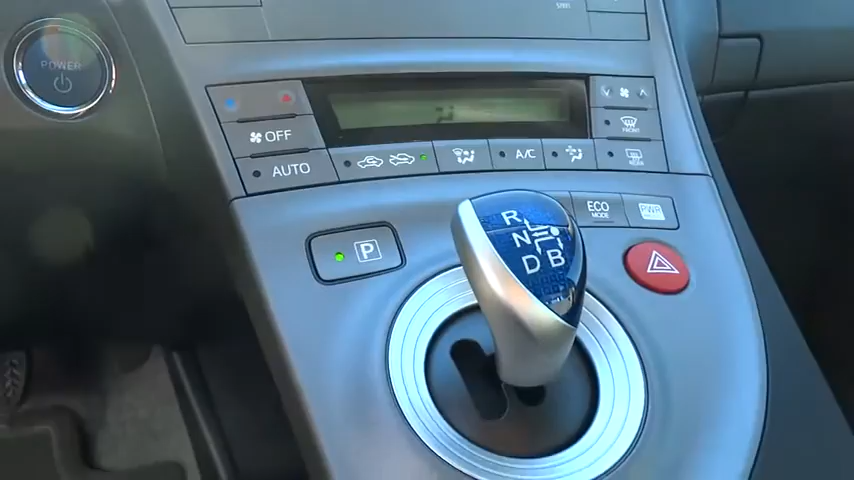 POWER
OFF
FRONT
AUTO
A/C
REAR
R
N
D B
ECO
MODE
PWR
MODE
P